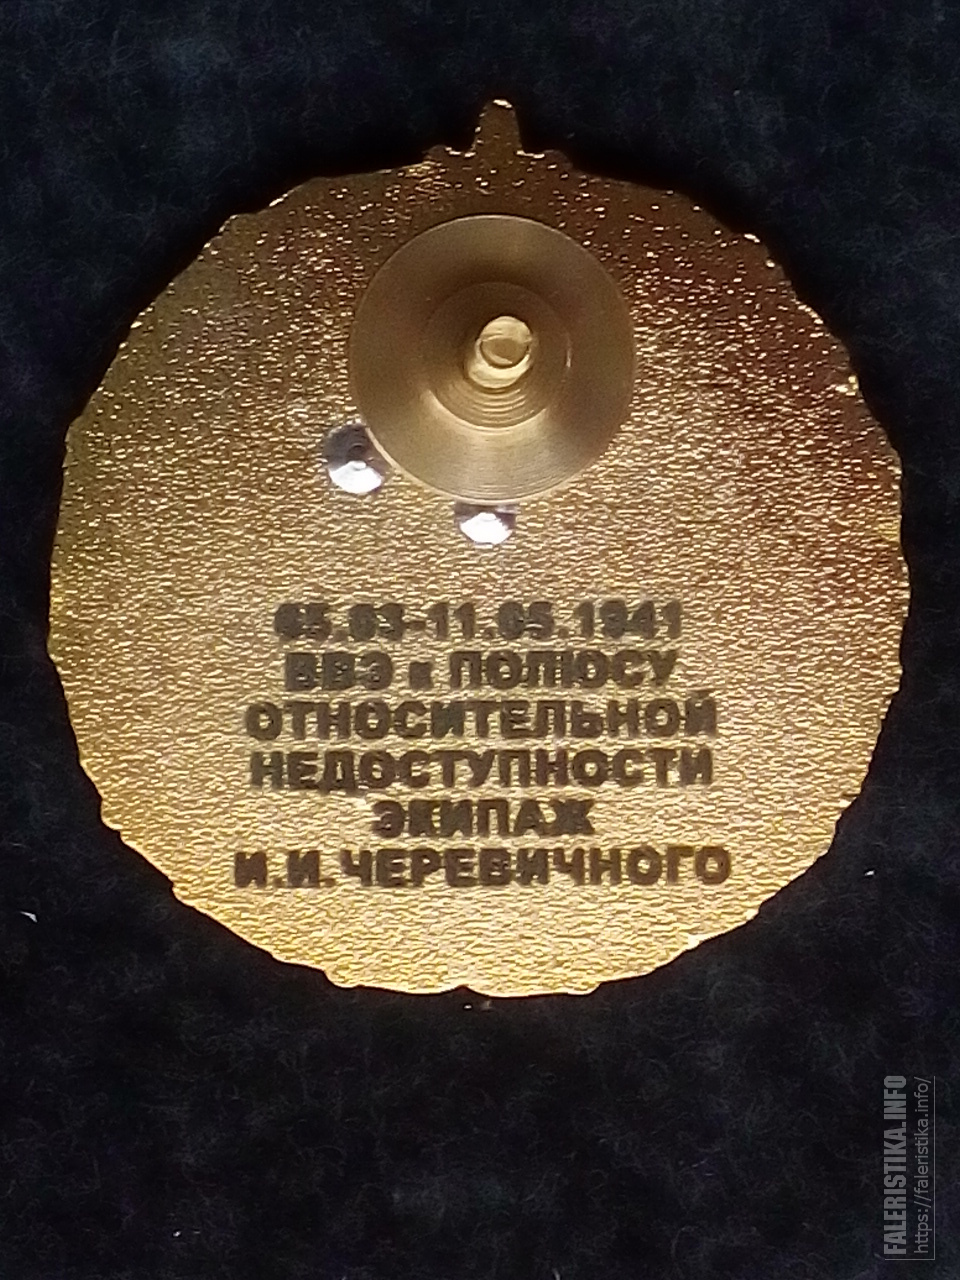 05.03-11.05.1941
ВВЭ к ПОЛЮСУ
ОТНОСИТЕЛЬНОЙ
НЕДОСТУПНОСТИ
ЭКИПАЖ
И.И.ЧЕРЕВИЧНОГО
FALERISTIKA.INFO
https://faleristika.info/